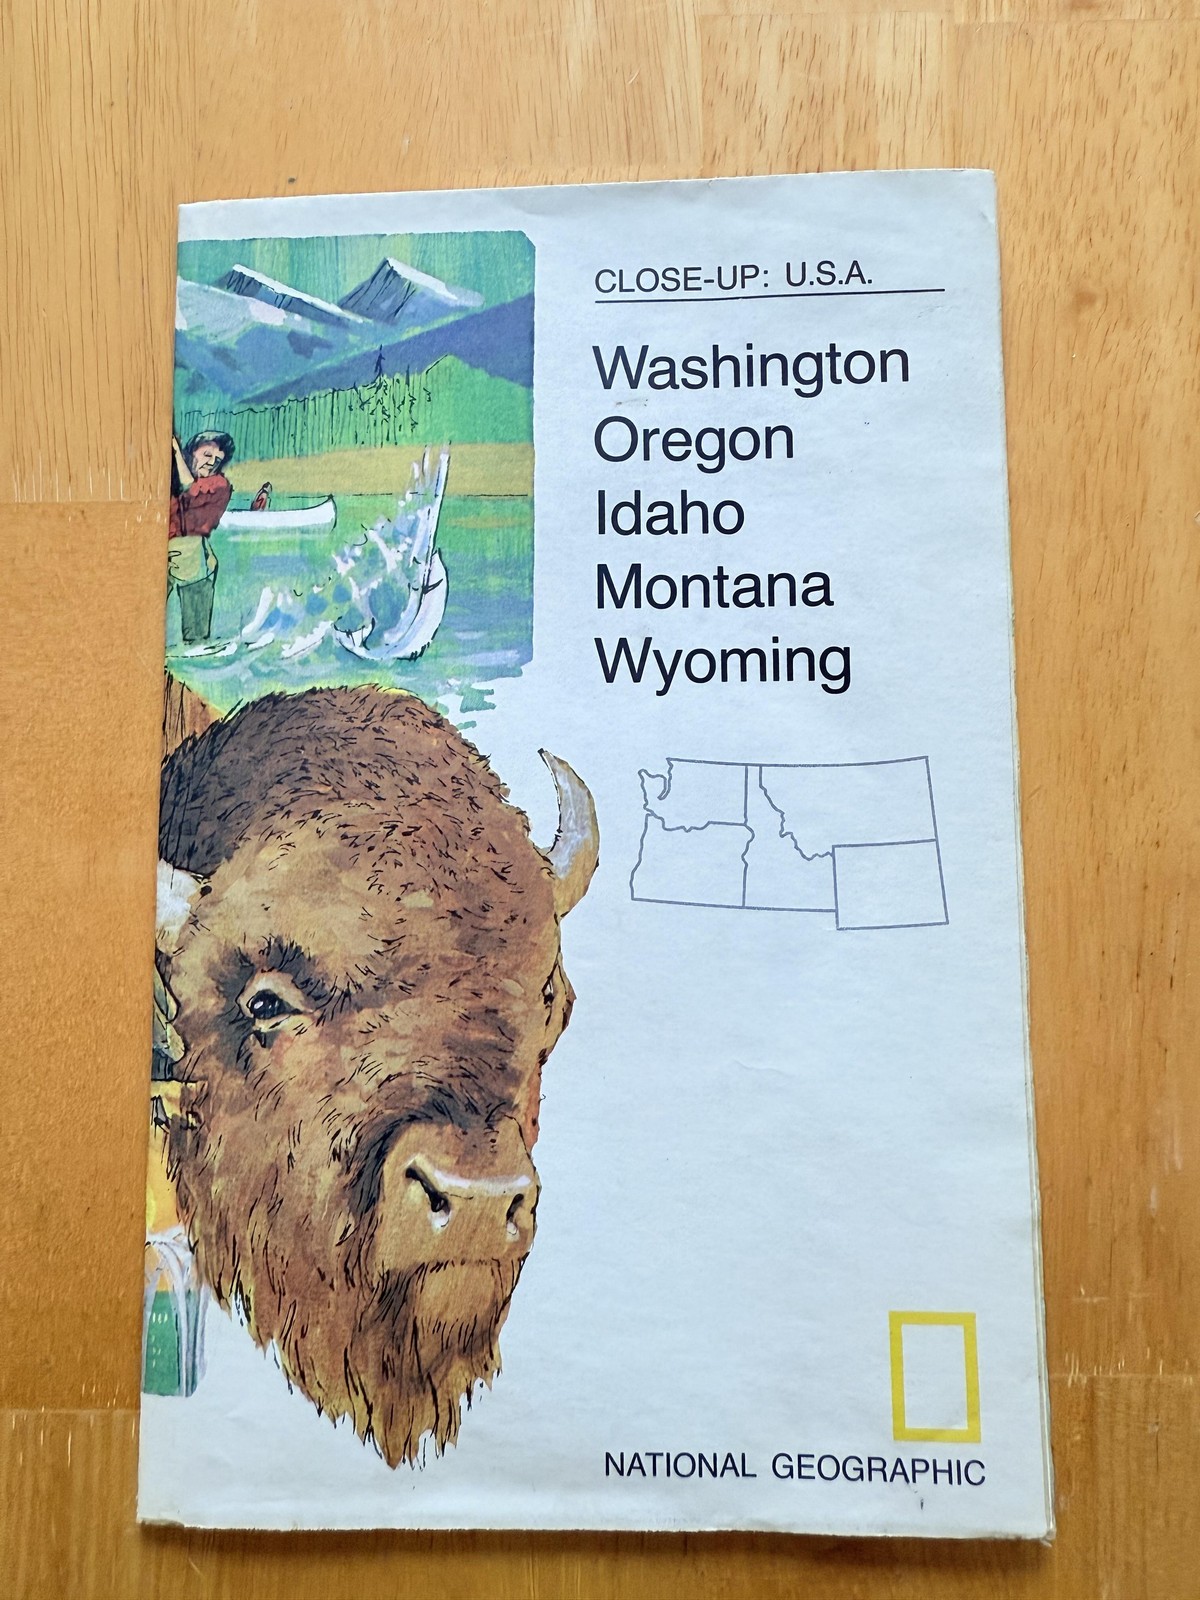 CLOSE-UP: U.S.A.
Washington
Oregon
Idaho
Montana
Wyoming
NATIONAL GEOGRAPHIC